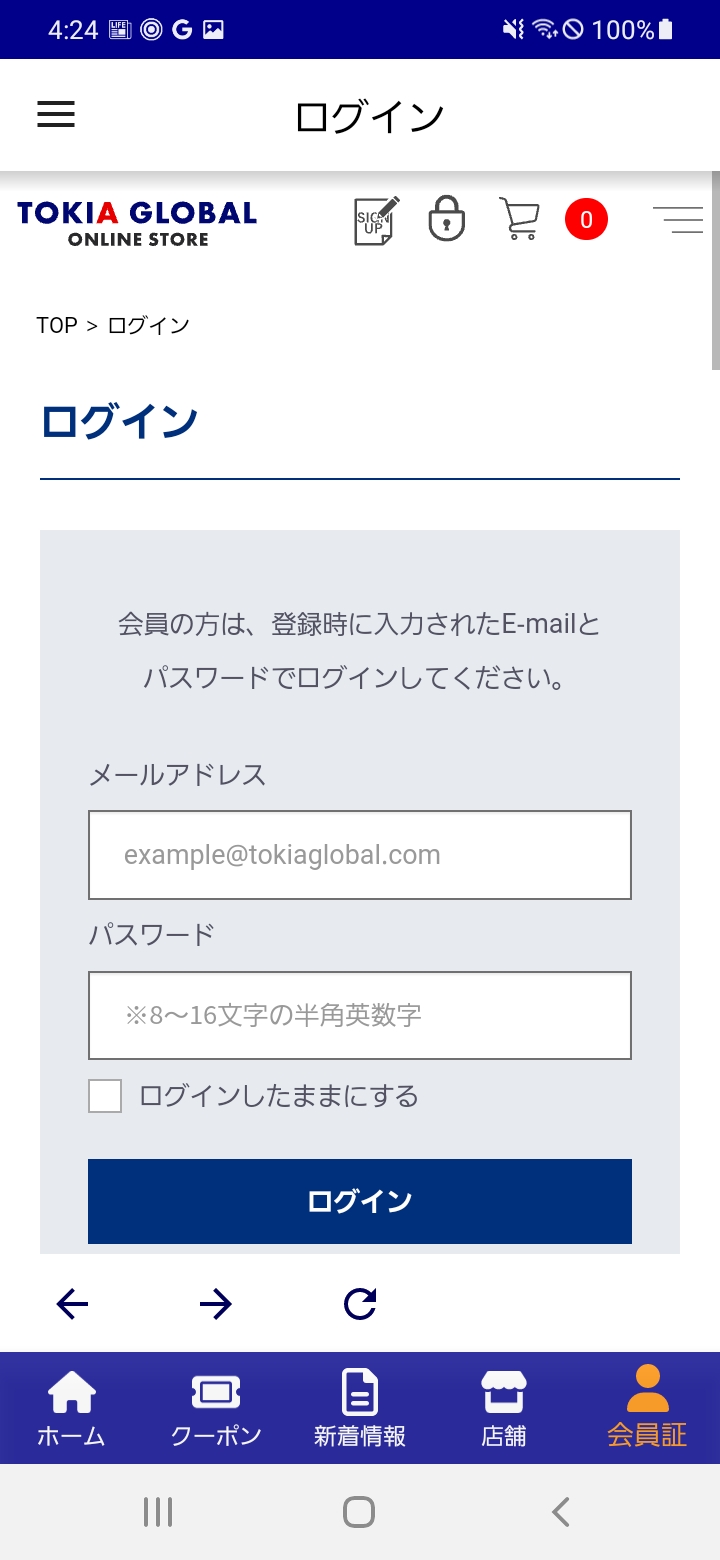 4:24 LIFE G 100%
ログイン
TOKIA GLOBAL
ONLINE STORE
SIGN
UP
0
TOP > ログイン
ログイン
会員の方は、登録時に入力されたE-mailと
パスワードでログインしてください。
メールアドレス
example@tokiaglobal.com
パスワード
※8〜16文字の半角英数字
ログインしたままにする
ログイン
ホーム クーポン 新着情報 店舗 会員証